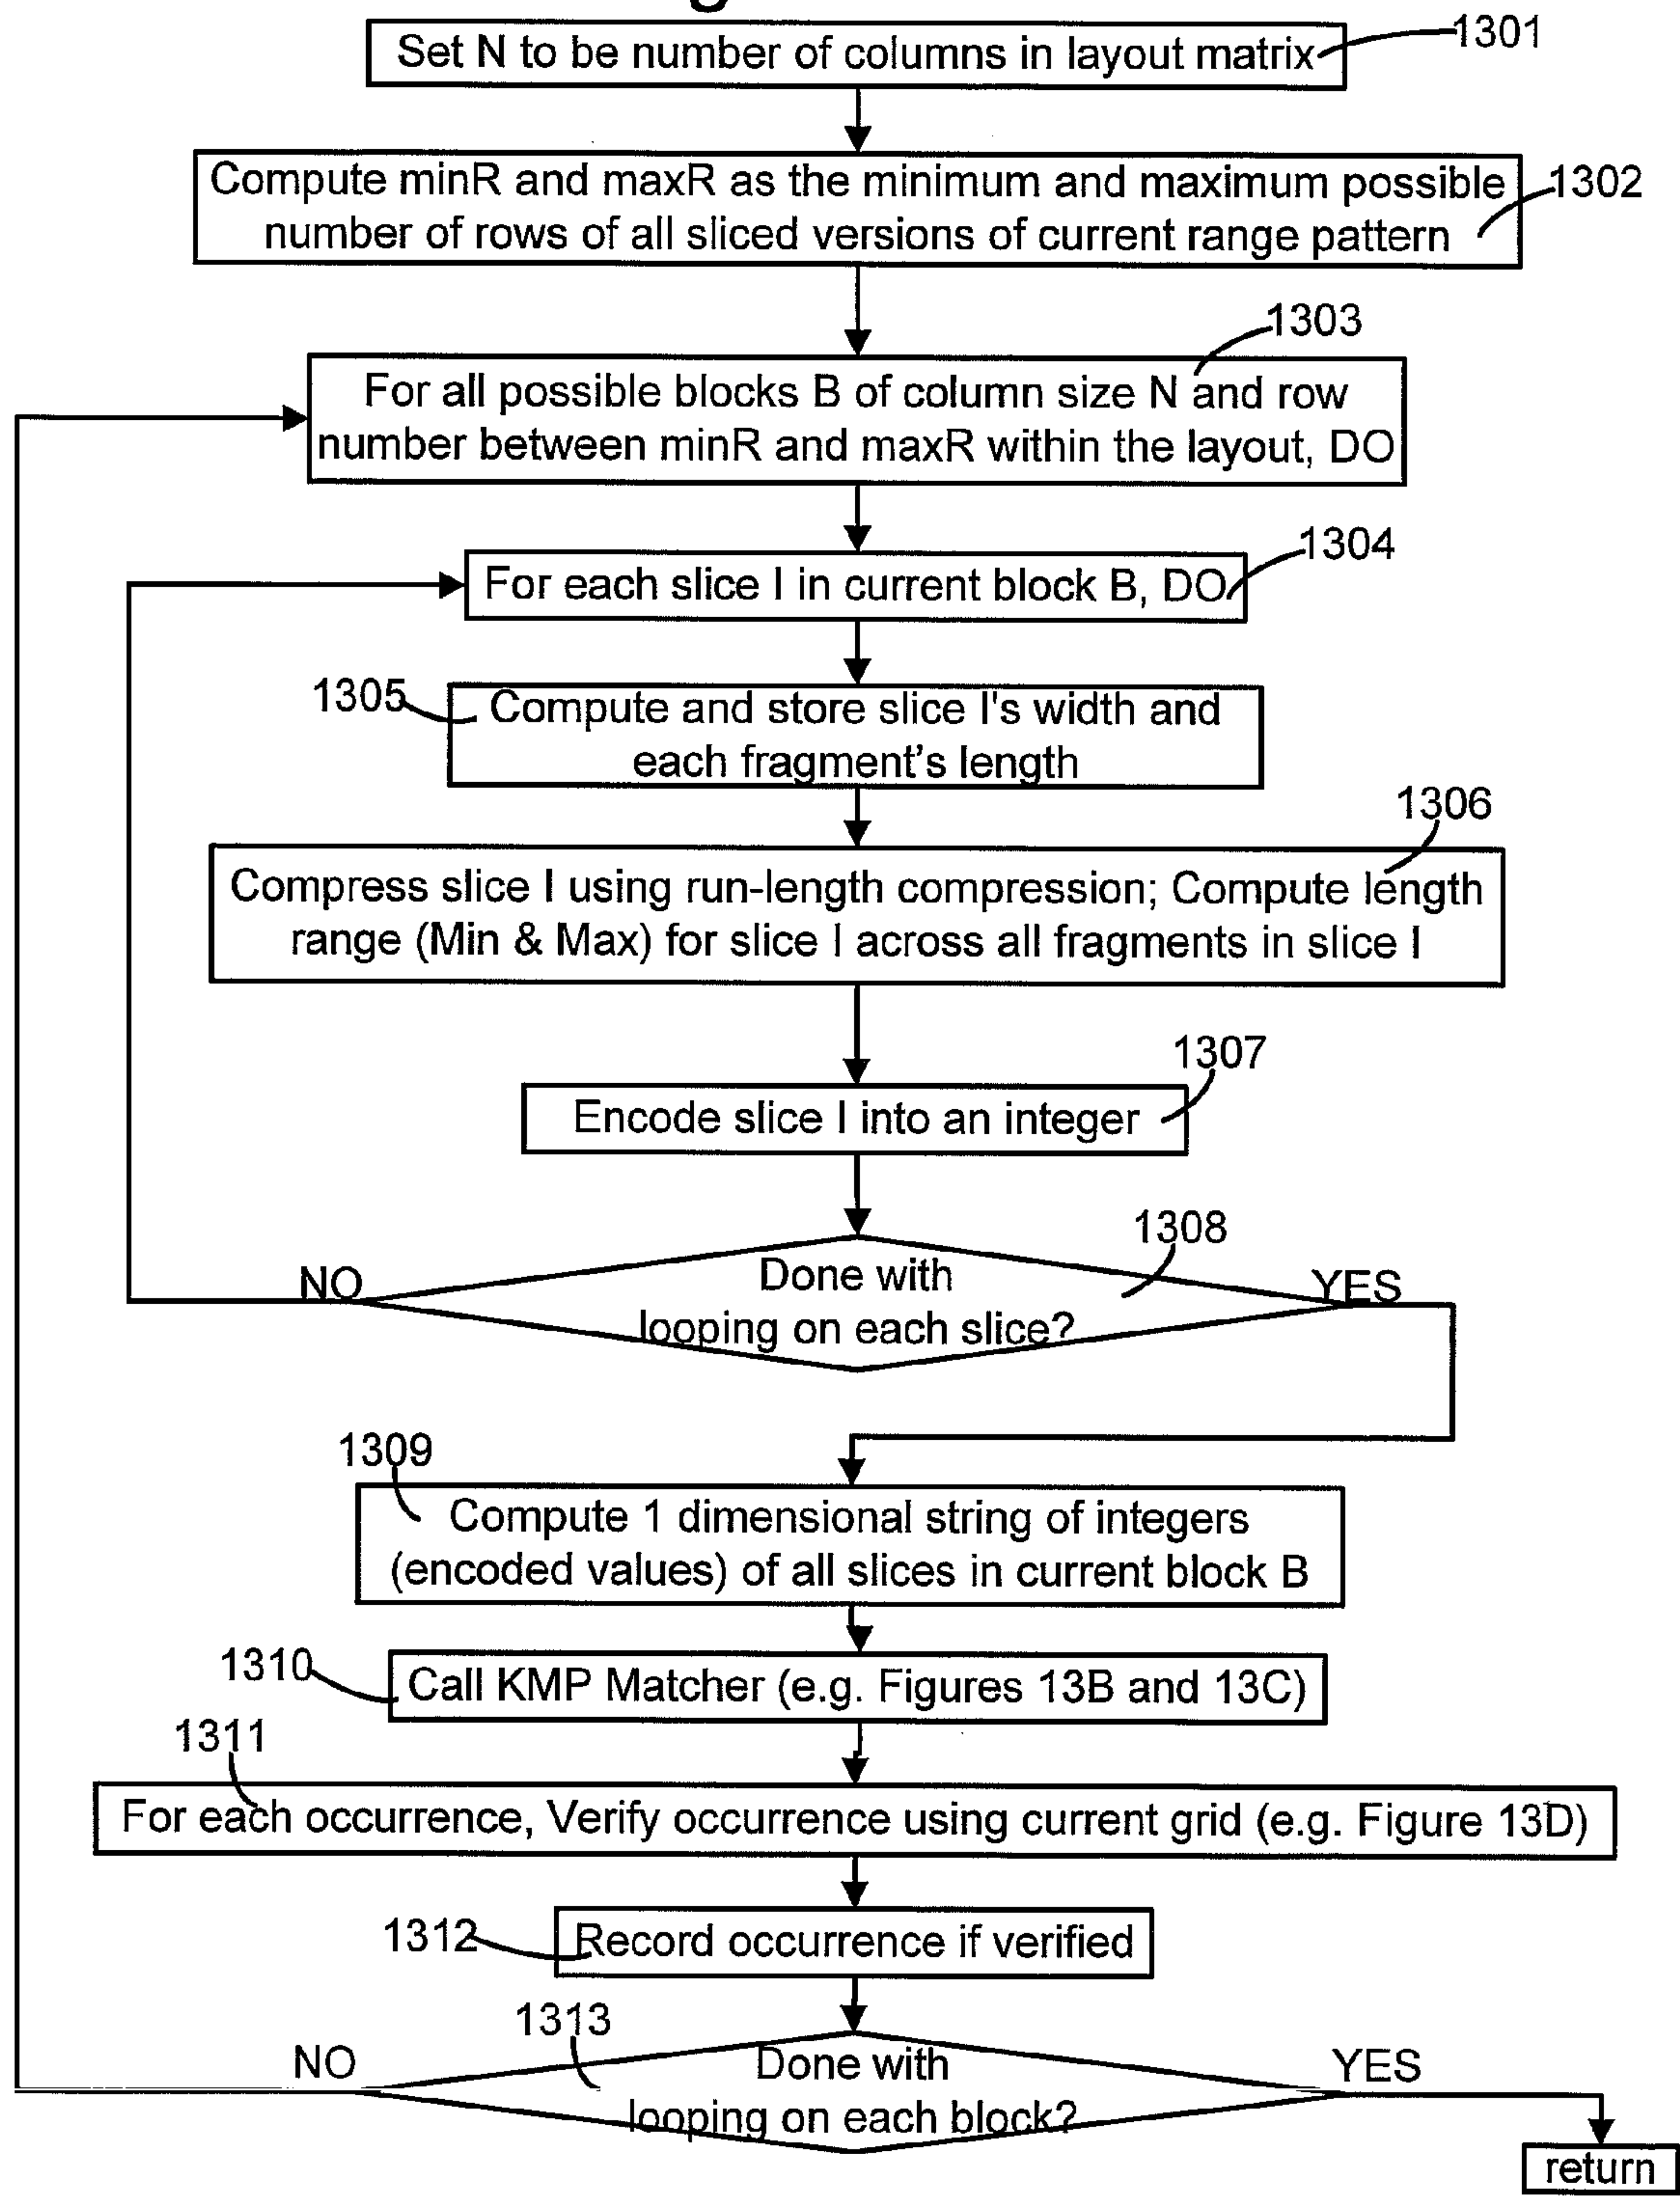 1301
Set N to be number of columns in layout matrix
Compute minR and maxR as the minimum and maximum possible
1302
number of rows of all sliced versions of current range pattern
1303
For all possible blocks B of column size N and row
number between minR and maxR within the layout, DO
1304
For each slice I in current block B, DO
1305
Compute and store slice I's width and
each fragment's length
1306
Compress slice I using run-length compression; Compute length
range (Min & Max) for slice I across all fragments in slice I
1307
Encode slice I into an integer
1308
Done with
NO
YES
looping on each slice?
1309
Compute 1 dimensional string of integers
(encoded values) of all slices in current block B
1310
Call KMP Matcher (e.g. Figures 13B and 13C)
1311
For each occurrence, Verify occurrence using current grid (e.g. Figure 13D)
1312
Record occurrence if verified
1313
NO
Done with
YES
looping on each block?
return